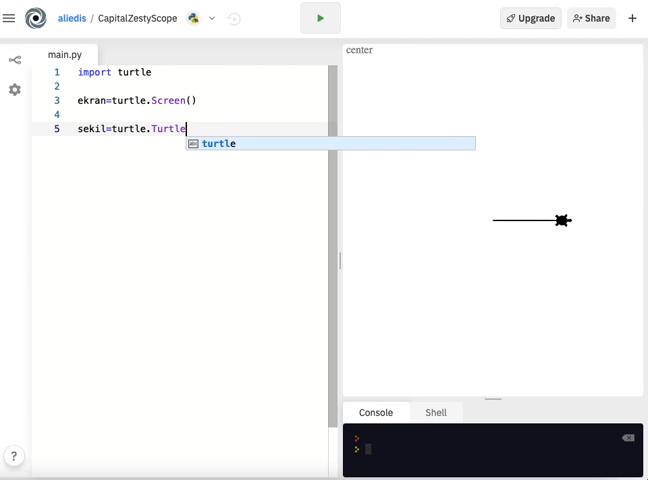 aliedis / CapitalZestyScope
Upgrade
Share
main.py
center
1 import turtle
2
3 ekran=turtle.Screen()
4
5 sekil=turtle.Turtle
abc turtle
Console
Shell
?